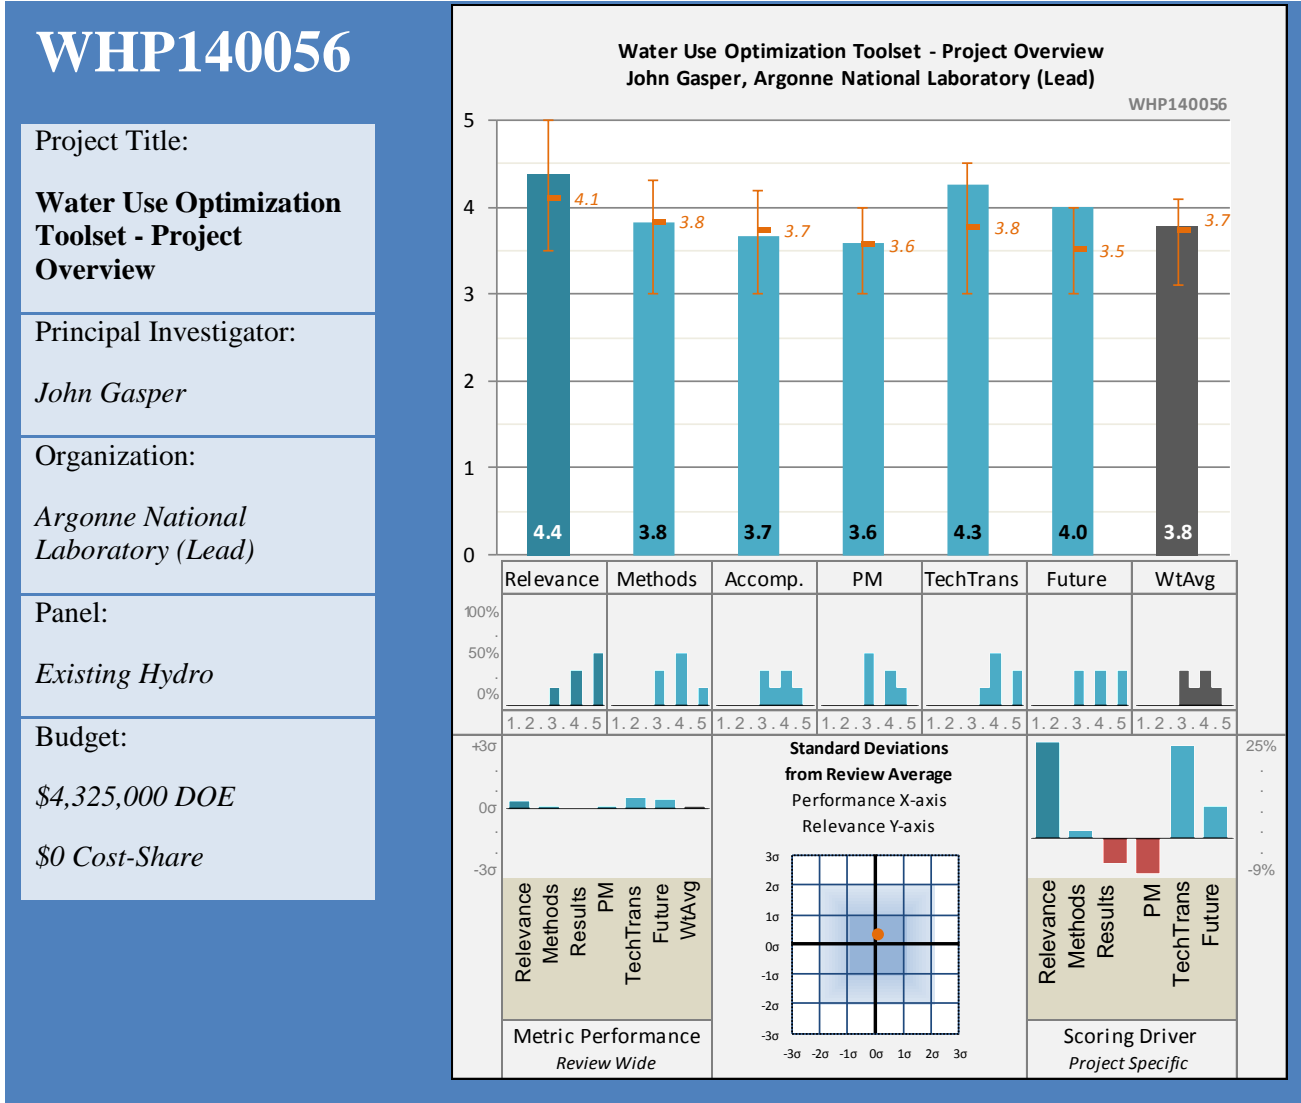 WHP140056
Project Title:
Water Use Optimization
Toolset - Project
Overview
Principal Investigator:
John Gasper
Organization:
Argonne National
Laboratory (Lead)
Panel:
Existing Hydro
Budget:
$4,325,000 DOE
$0 Cost-Share
Water Use Optimization Toolset - Project Overview
John Gasper, Argonne National Laboratory (Lead)
WHP140056
5
4
3
2
1
0
4.1
3.8
3.7
3.6
3.8
3.5
3.7
4.4
3.8
3.7
3.6
4.3
4.0
3.8
Relevance
Methods
Accomp.
PM
TechTrans
Future
WtAvg
100%
.
50%
.
0%
1.2.3.4.5
1.2.3.4.5
1.2.3.4.5
1.2.3.4.5
1.2.3.4.5
1.2.3.4.5
1.2.3.4.5
+3σ
.
.
0σ
.
.
-3σ
Relevance
Methods
Results
PM
TechTrans
Future
WtAvg
Metric Performance
Review Wide
Standard Deviations
from Review Average
Performance X-axis
Relevance Y-axis
3σ
2σ
1σ
0σ
-1σ
-2σ
-3σ
-3σ -2σ -1σ 0σ 1σ 2σ 3σ
25%
.
.
.
.
-9%
Relevance
Methods
Results
PM
TechTrans
Future
Scoring Driver
Project Specific